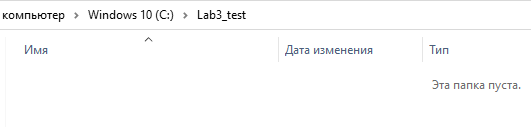 компьютер > Windows 10 (C:) > Lab3_test
Имя Дата изменения Тип
Эта папка пуста.